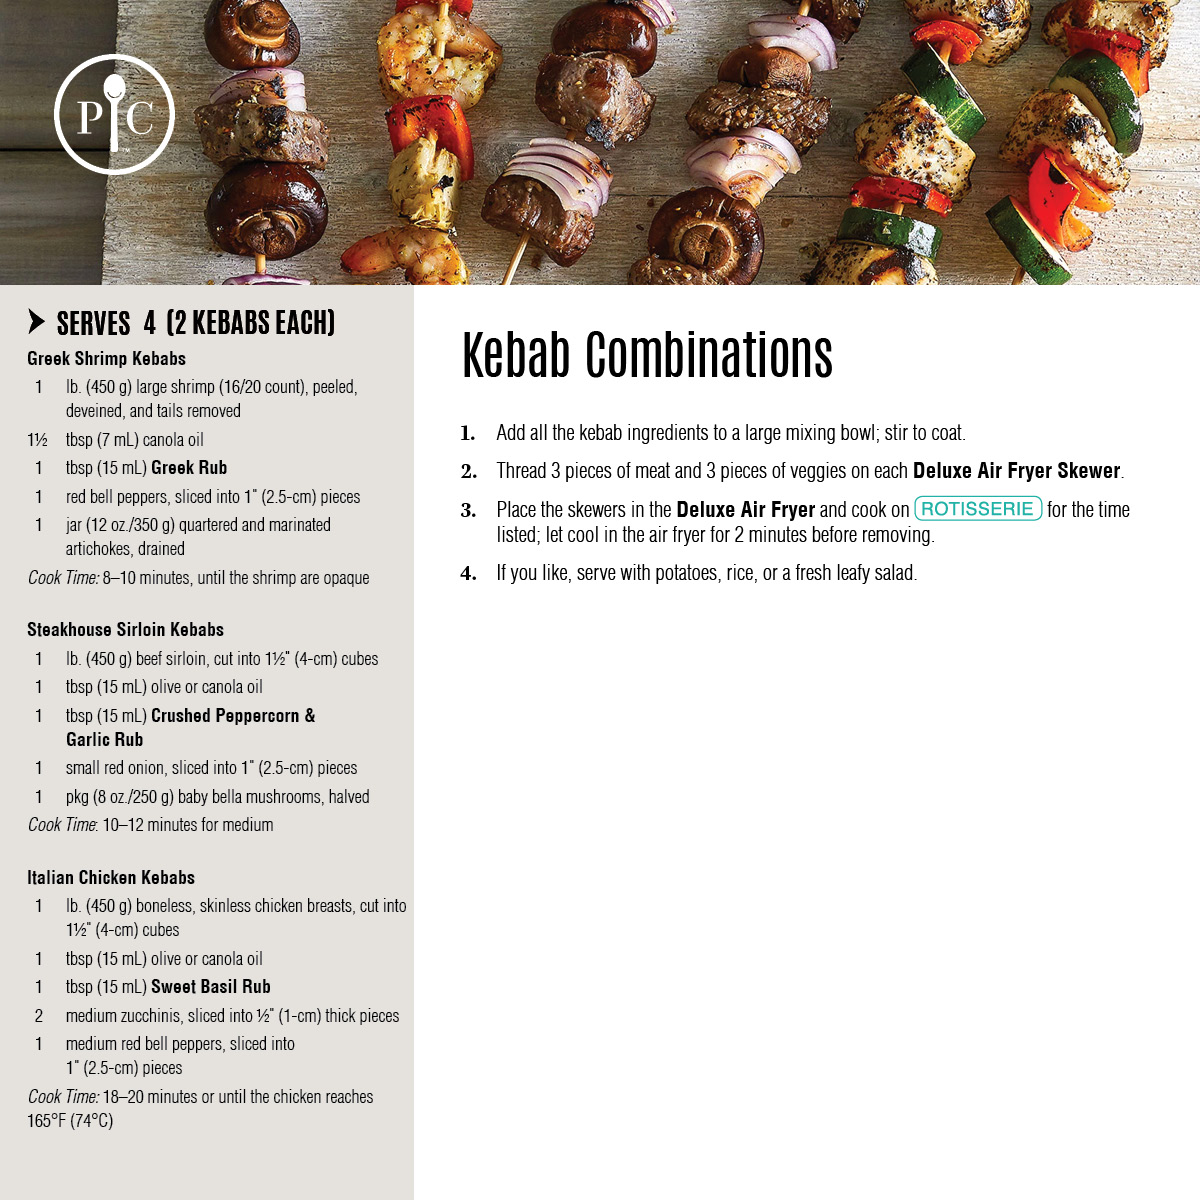 P C
TM
SERVES 4 (2 KEBABS EACH)
Greek Shrimp Kebabs
1 lb. (450 g) large shrimp (16/20 count), peeled,
deveined, and tails removed
1½ tbsp (7 mL) canola oil
1 tbsp (15 mL) Greek Rub
1 red bell peppers, sliced into 1" (2.5-cm) pieces
1 jar (12 oz./350 g) quartered and marinated
artichokes, drained
Cook Time: 8–10 minutes, until the shrimp are opaque
Steakhouse Sirloin Kebabs
1 lb. (450 g) beef sirloin, cut into 1½" (4-cm) cubes
1 tbsp (15 mL) olive or canola oil
1 tbsp (15 mL) Crushed Peppercorn &
Garlic Rub
1 small red onion, sliced into 1" (2.5-cm) pieces
1 pkg (8 oz./250 g) baby bella mushrooms, halved
Cook Time: 10–12 minutes for medium
Italian Chicken Kebabs
1 lb. (450 g) boneless, skinless chicken breasts, cut into
1½" (4-cm) cubes
1 tbsp (15 mL) olive or canola oil
1 tbsp (15 mL) Sweet Basil Rub
2 medium zucchinis, sliced into ½" (1-cm) thick pieces
1 medium red bell peppers, sliced into
1" (2.5-cm) pieces
Cook Time: 18–20 minutes or until the chicken reaches
165°F (74°C)
Kebab Combinations
1. Add all the kebab ingredients to a large mixing bowl; stir to coat.
2. Thread 3 pieces of meat and 3 pieces of veggies on each Deluxe Air Fryer Skewer.
3. Place the skewers in the Deluxe Air Fryer and cook on ROTISSERIE for the time
listed; let cool in the air fryer for 2 minutes before removing.
4. If you like, serve with potatoes, rice, or a fresh leafy salad.